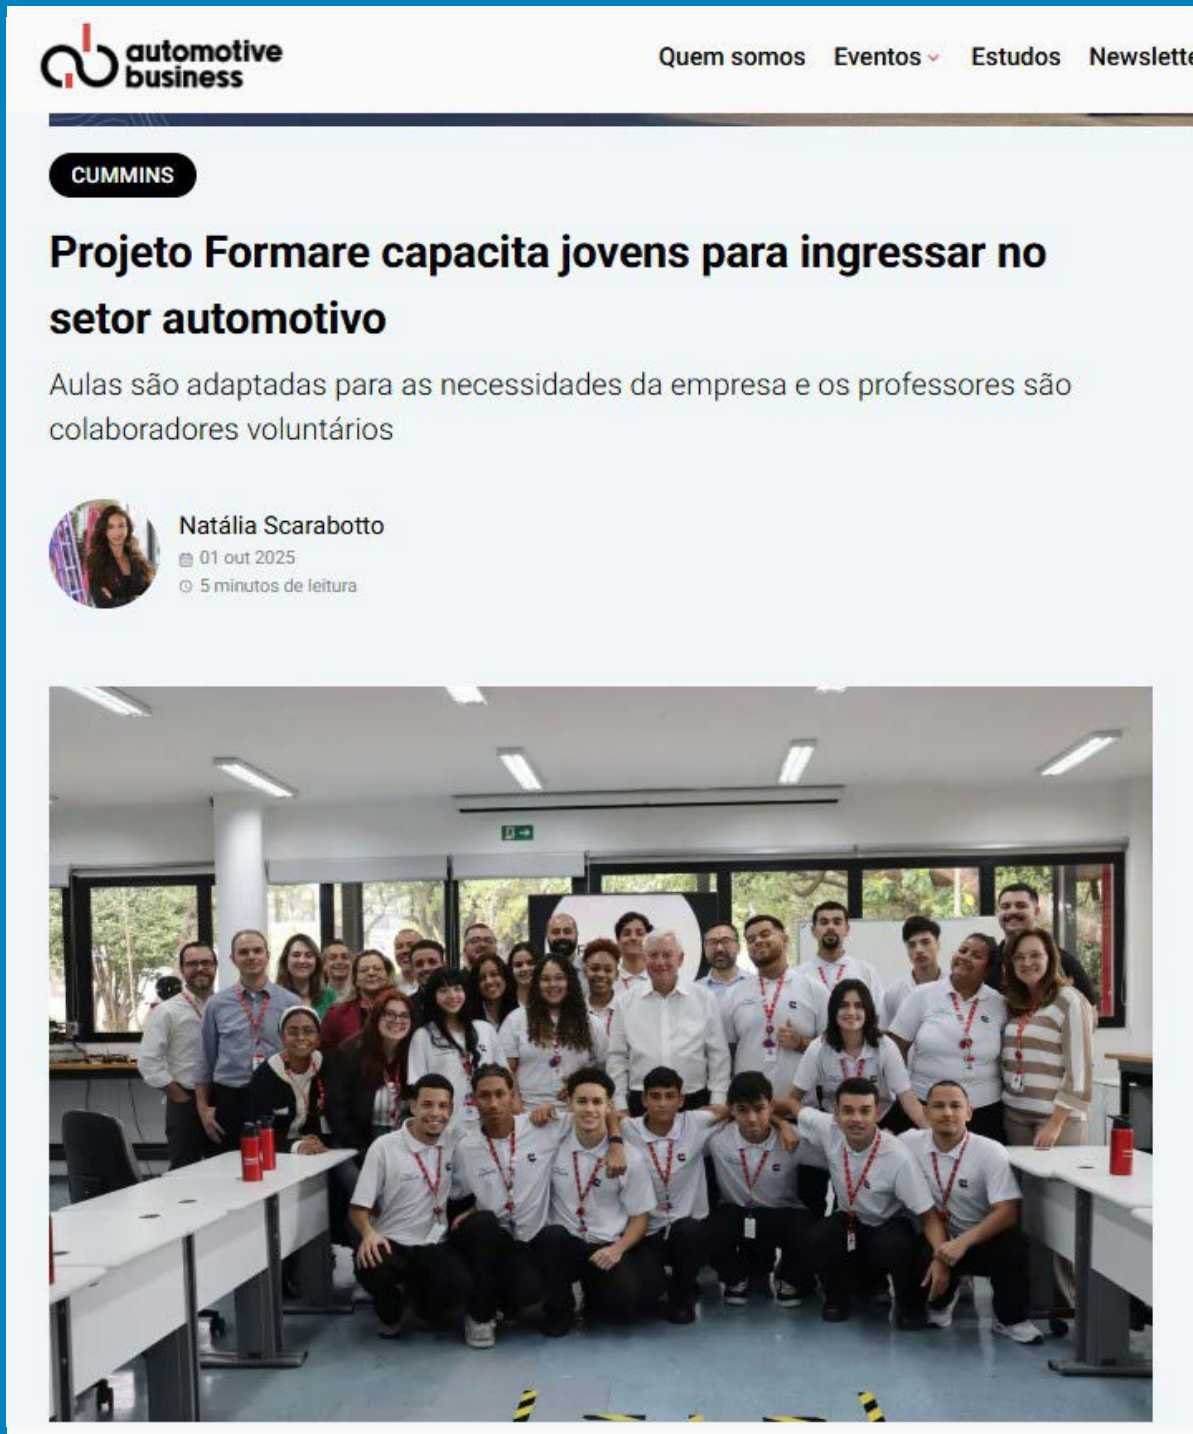 automotive
business
Quem somos Eventos Estudos Newslette
CUMMINS
Projeto Formare capacita jovens para ingressar no
setor automotivo
Aulas são adaptadas para as necessidades da empresa e os professores são
colaboradores voluntários
Natália Scarabotto
01 out 2025
5 minutos de leitura